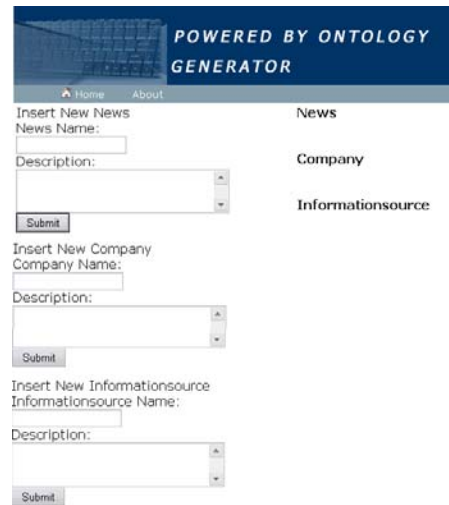 POWERED BY ONTOLOGY
GENERATOR
Home About
Insert New News
News Name:
Description:
Submit
Insert New Company
Company Name:
Description:
Submit
Insert New Informationsource
Informationsource Name:
Description:
Submit
News
Company
Informationsource